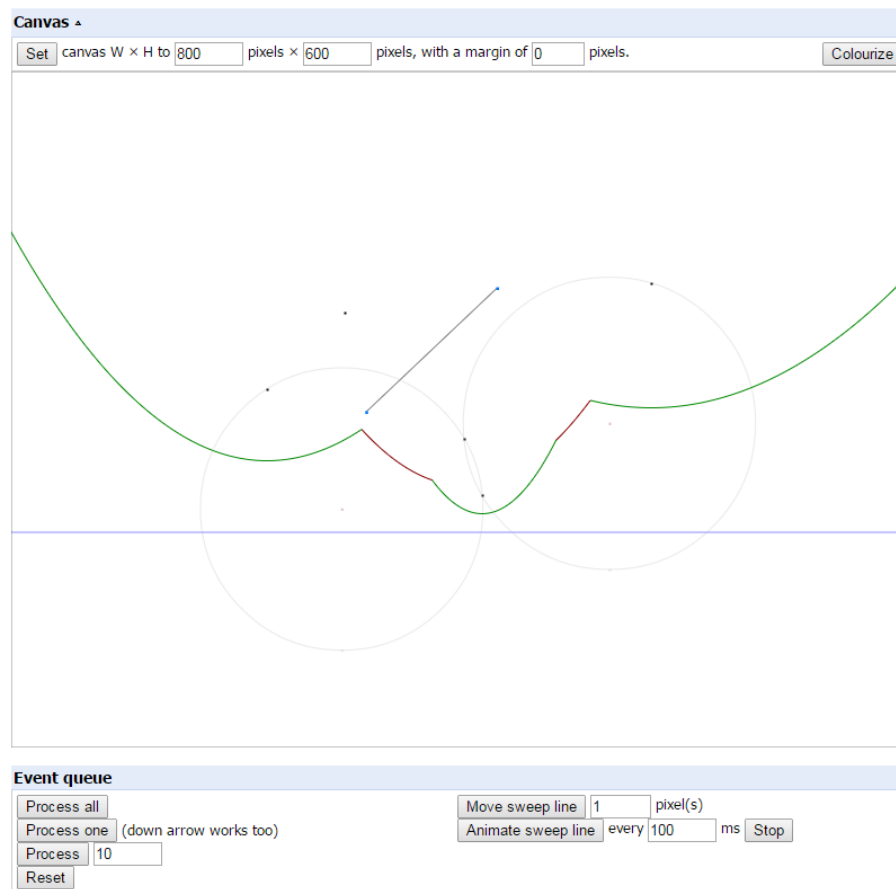 Canvas ▲
Set canvas W × H to 800 pixels × 600 pixels, with a margin of 0 pixels. Colourize
Event queue
Process all
Process one (down arrow works too)
Process 10
Reset
Move sweep line 1 pixel(s)
Animate sweep line every 100 ms Stop